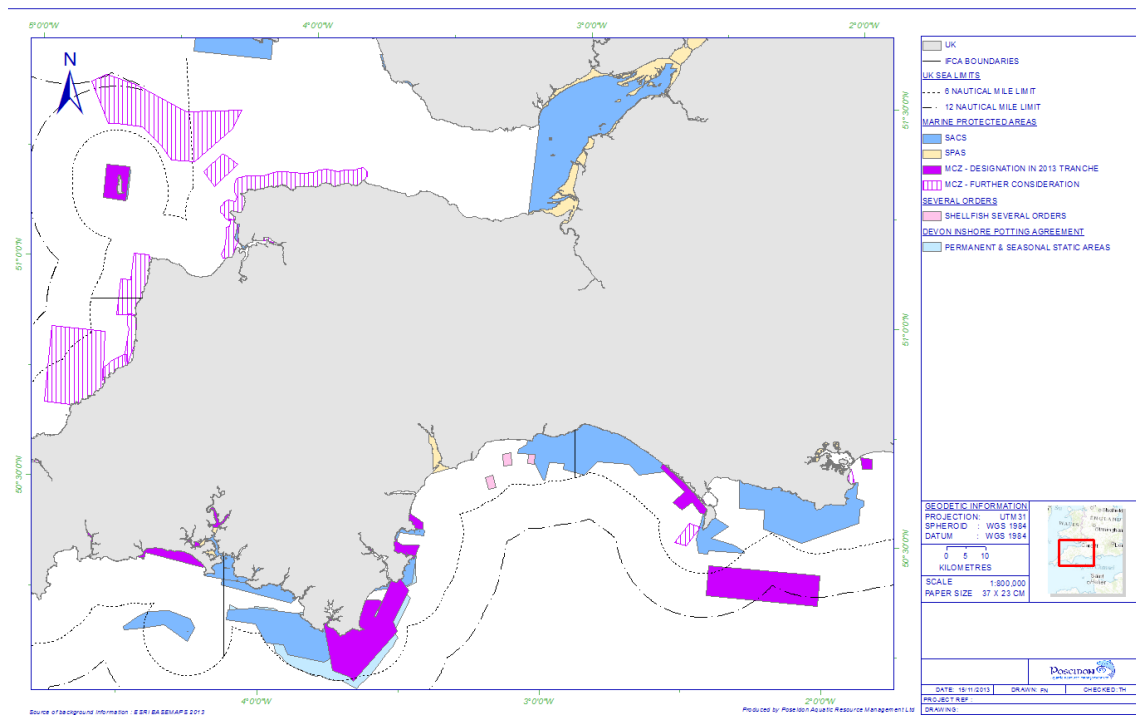 5°0'0"W 4°0'0"W 3°0'0"W 2°0'0"W
N
51°30'0"N
51°0'0"N
50°30'0"N
4°0'0"W 3°0'0"W 2°0'0"W
UK
IFCA BOUNDARIES
UK SEA LIMITS
6 NAUTICAL MILE LIMIT
12 NAUTICAL MILE LIMIT
MARINE PROTECTED AREAS
SACS
SPAS
MCZ - DESIGNATION IN 2013 TRANCHE
MCZ - FURTHER CONSIDERATION
SEVERAL ORDERS
SHELLFISH SEVERAL ORDERS
DEVON INSHORE POTTING AGREEMENT
PERMANENT & SEASONAL STATIC AREAS
GEODETIC INFORMATION
PROJECTION: UTM31
SPHEROID : WGS 1984
DATUM : WGS 1984
0 5 10
KILOMETRES
SCALE 1:800,000
PAPER SIZE 37 X 23 CM
POSEIDON
DATE: 15/11/2013 DRAWN: FN CHECKED: TH
PROJECT REF :
DRAWING:
Source of background information : ESRI BASEMAPS 2013
Produced by Poseidon Aquatic Resource Management Ltd